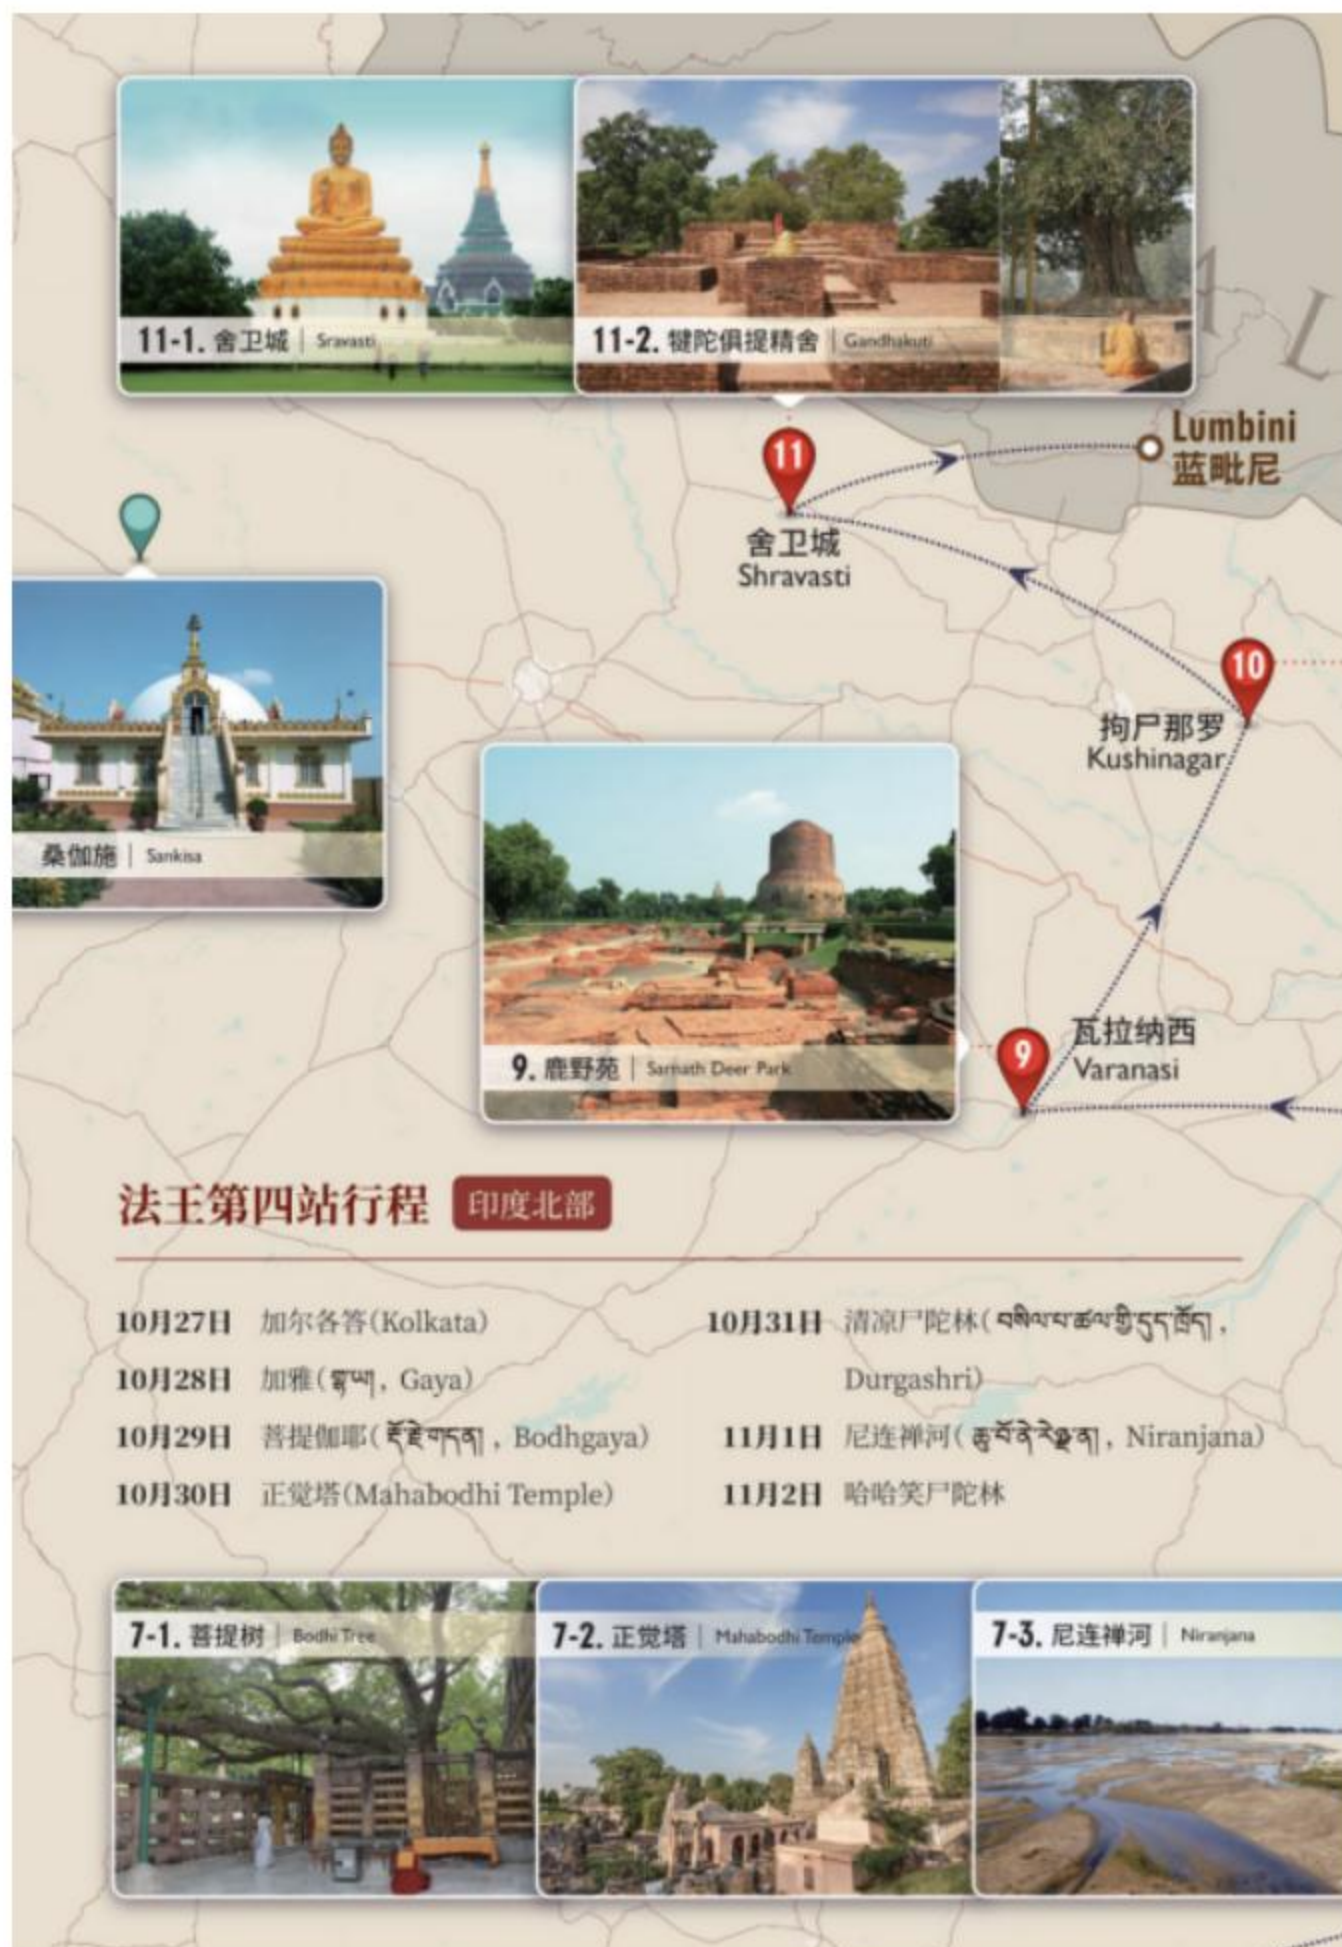 11-1. 舍卫城 | Sravasti
11-2. 犍陀俱提精舍 | Gandhakuti
A
L
Lumbini
蓝毗尼
11
舍卫城
Shravasti
10
拘尸那罗
Kushinagar
桑伽施 | Sankisa
9. 鹿野苑 | Sarnath Deer Park
9
瓦拉纳西
Varanasi
法王第四站行程 印度北部
10月27日 加尔各答(Kolkata)
10月28日 加雅(གྷ་ཡ།, Gaya)
10月29日 菩提伽耶(རྡོ་རྗེ་གདན།, Bodhgaya)
10月30日 正觉塔(Mahabodhi Temple)
10月31日 清凉尸陀林(བསིལ་བ་ཚལ་གྱི་དུད་ཁྲོད།,
Durgashri)
11月1日 尼连禅河(ཆུ་བོ་ནེ་རཉྫ་ན།, Niranjana)
11月2日 哈哈笑尸陀林
7-1. 菩提树 | Bodhi Tree
7-2. 正觉塔 | Mahabodhi Temple
7-3. 尼连禅河 | Niranjana